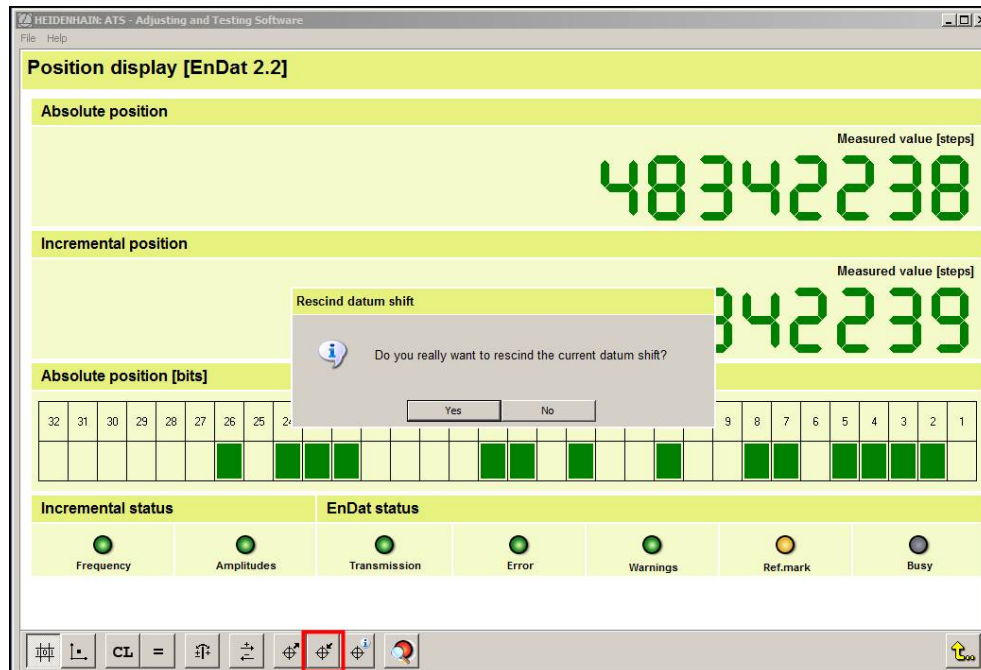 HEIDENHAIN: ATS - Adjusting and Testing Software
File Help
Position display [EnDat 2.2]
Absolute position
Measured value [steps]
48342238
Incremental position
Measured value [steps]
342239
Rescind datum shift
Do you really want to rescind the current datum shift?
Yes No
Absolute position [bits]
32 31 30 29 28 27 26 25 9 8 7 6 5 4 3 2 1
Incremental status EnDat status
Frequency Amplitudes Transmission Error Warnings Ref.mark Busy
CL =